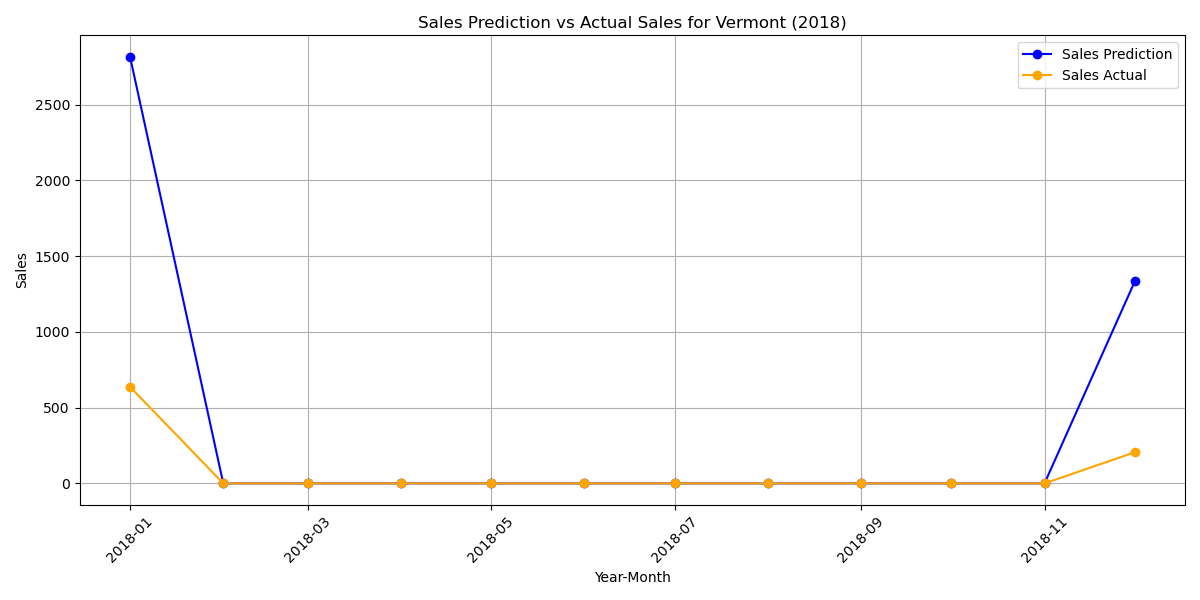 Sales Prediction vs Actual Sales for Vermont (2018)
Sales Prediction
Sales Actual
2500
2000
1500
1000
500
0
Sales
2018-01
2018-03
2018-05
2018-07
2018-09
2018-11
Year-Month